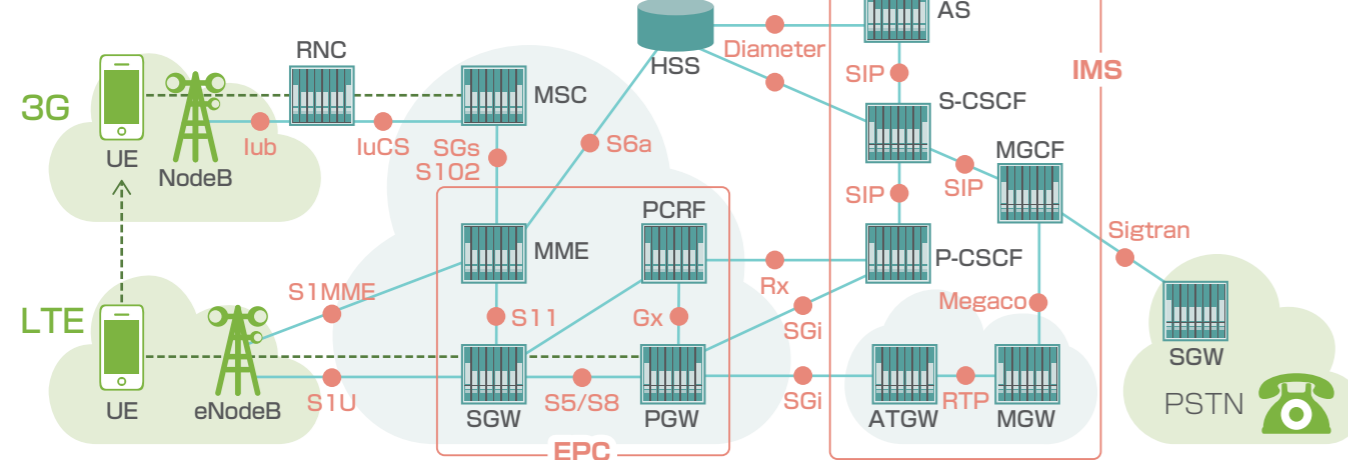 AS
RNC
Diameter
HSS
IMS
SIP
3G
MSC
S-CSCF
UE
NodeB
Iub
IuCS
SGs
S102
S6a
MGCF
SIP
SIP
PCRF
Sigtran
MME
P-CSCF
Rx
S1MME
LTE
S11
Gx
SGi
Megaco
SGW
UE
eNodeB
S1U
SGW
S5/S8
PGW
SGi
ATGW
RTP
MGW
PSTN
EPC